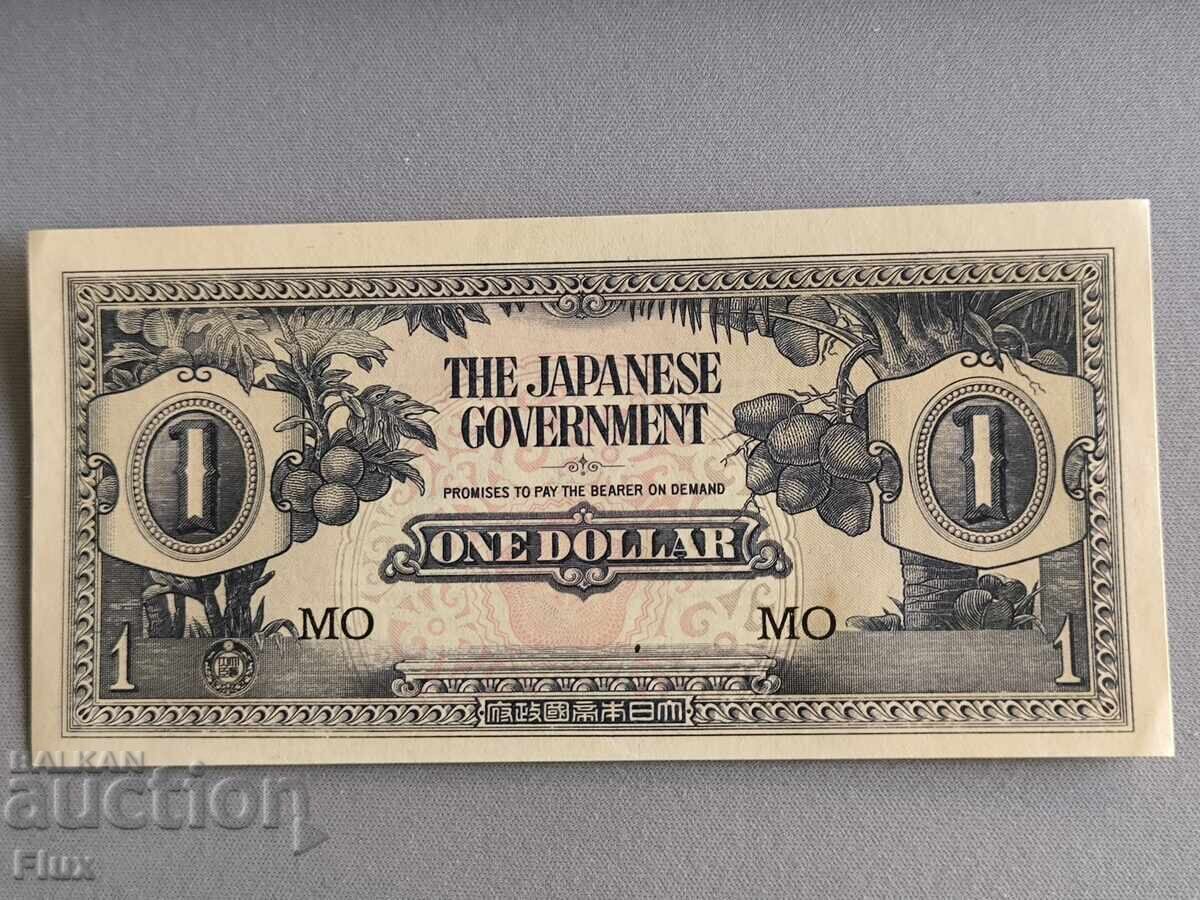 THE JAPANESE
GOVERNMENT
PROMISES TO PAY THE BEARER ON DEMAND
ONE DOLLAR
1
1
MO
MO
1
1
府政國帝本日大
BALKAN
auction
Flux